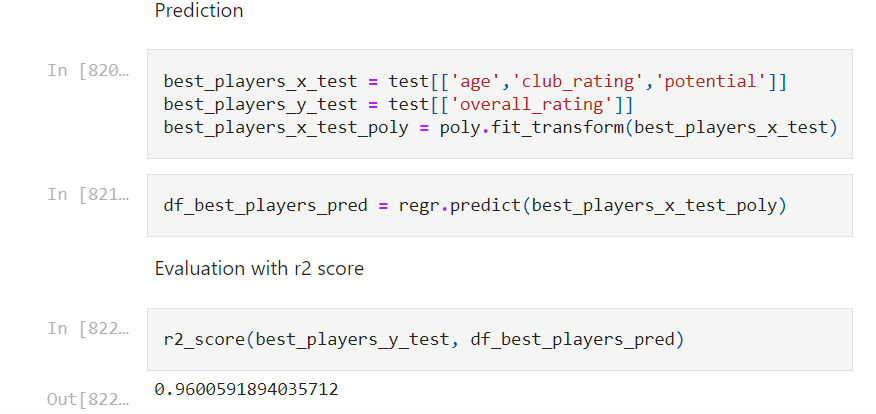 Prediction
In [820…
best_players_x_test = test[['age','club_rating','potential']]
best_players_y_test = test[['overall_rating']]
best_players_x_test_poly = poly.fit_transform(best_players_x_test)
In [821…
df_best_players_pred = regr.predict(best_players_x_test_poly)
Evaluation with r2 score
In [822…
r2_score(best_players_y_test, df_best_players_pred)
Out[822…
0.9600591894035712